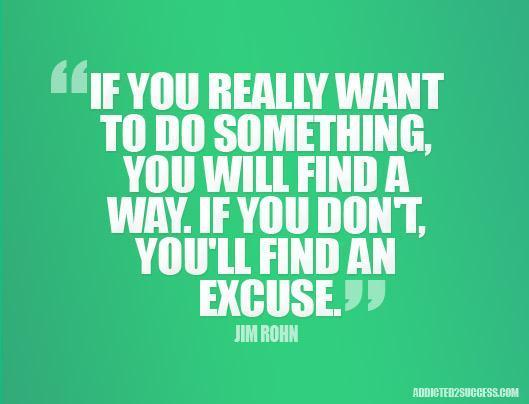 “IF YOU REALLY WANT
TO DO SOMETHING,
YOU WILL FIND A
WAY. IF YOU DON'T,
YOU'LL FIND AN
EXCUSE.”
JIM ROHN
ADDICTED2SUCCESS.COM